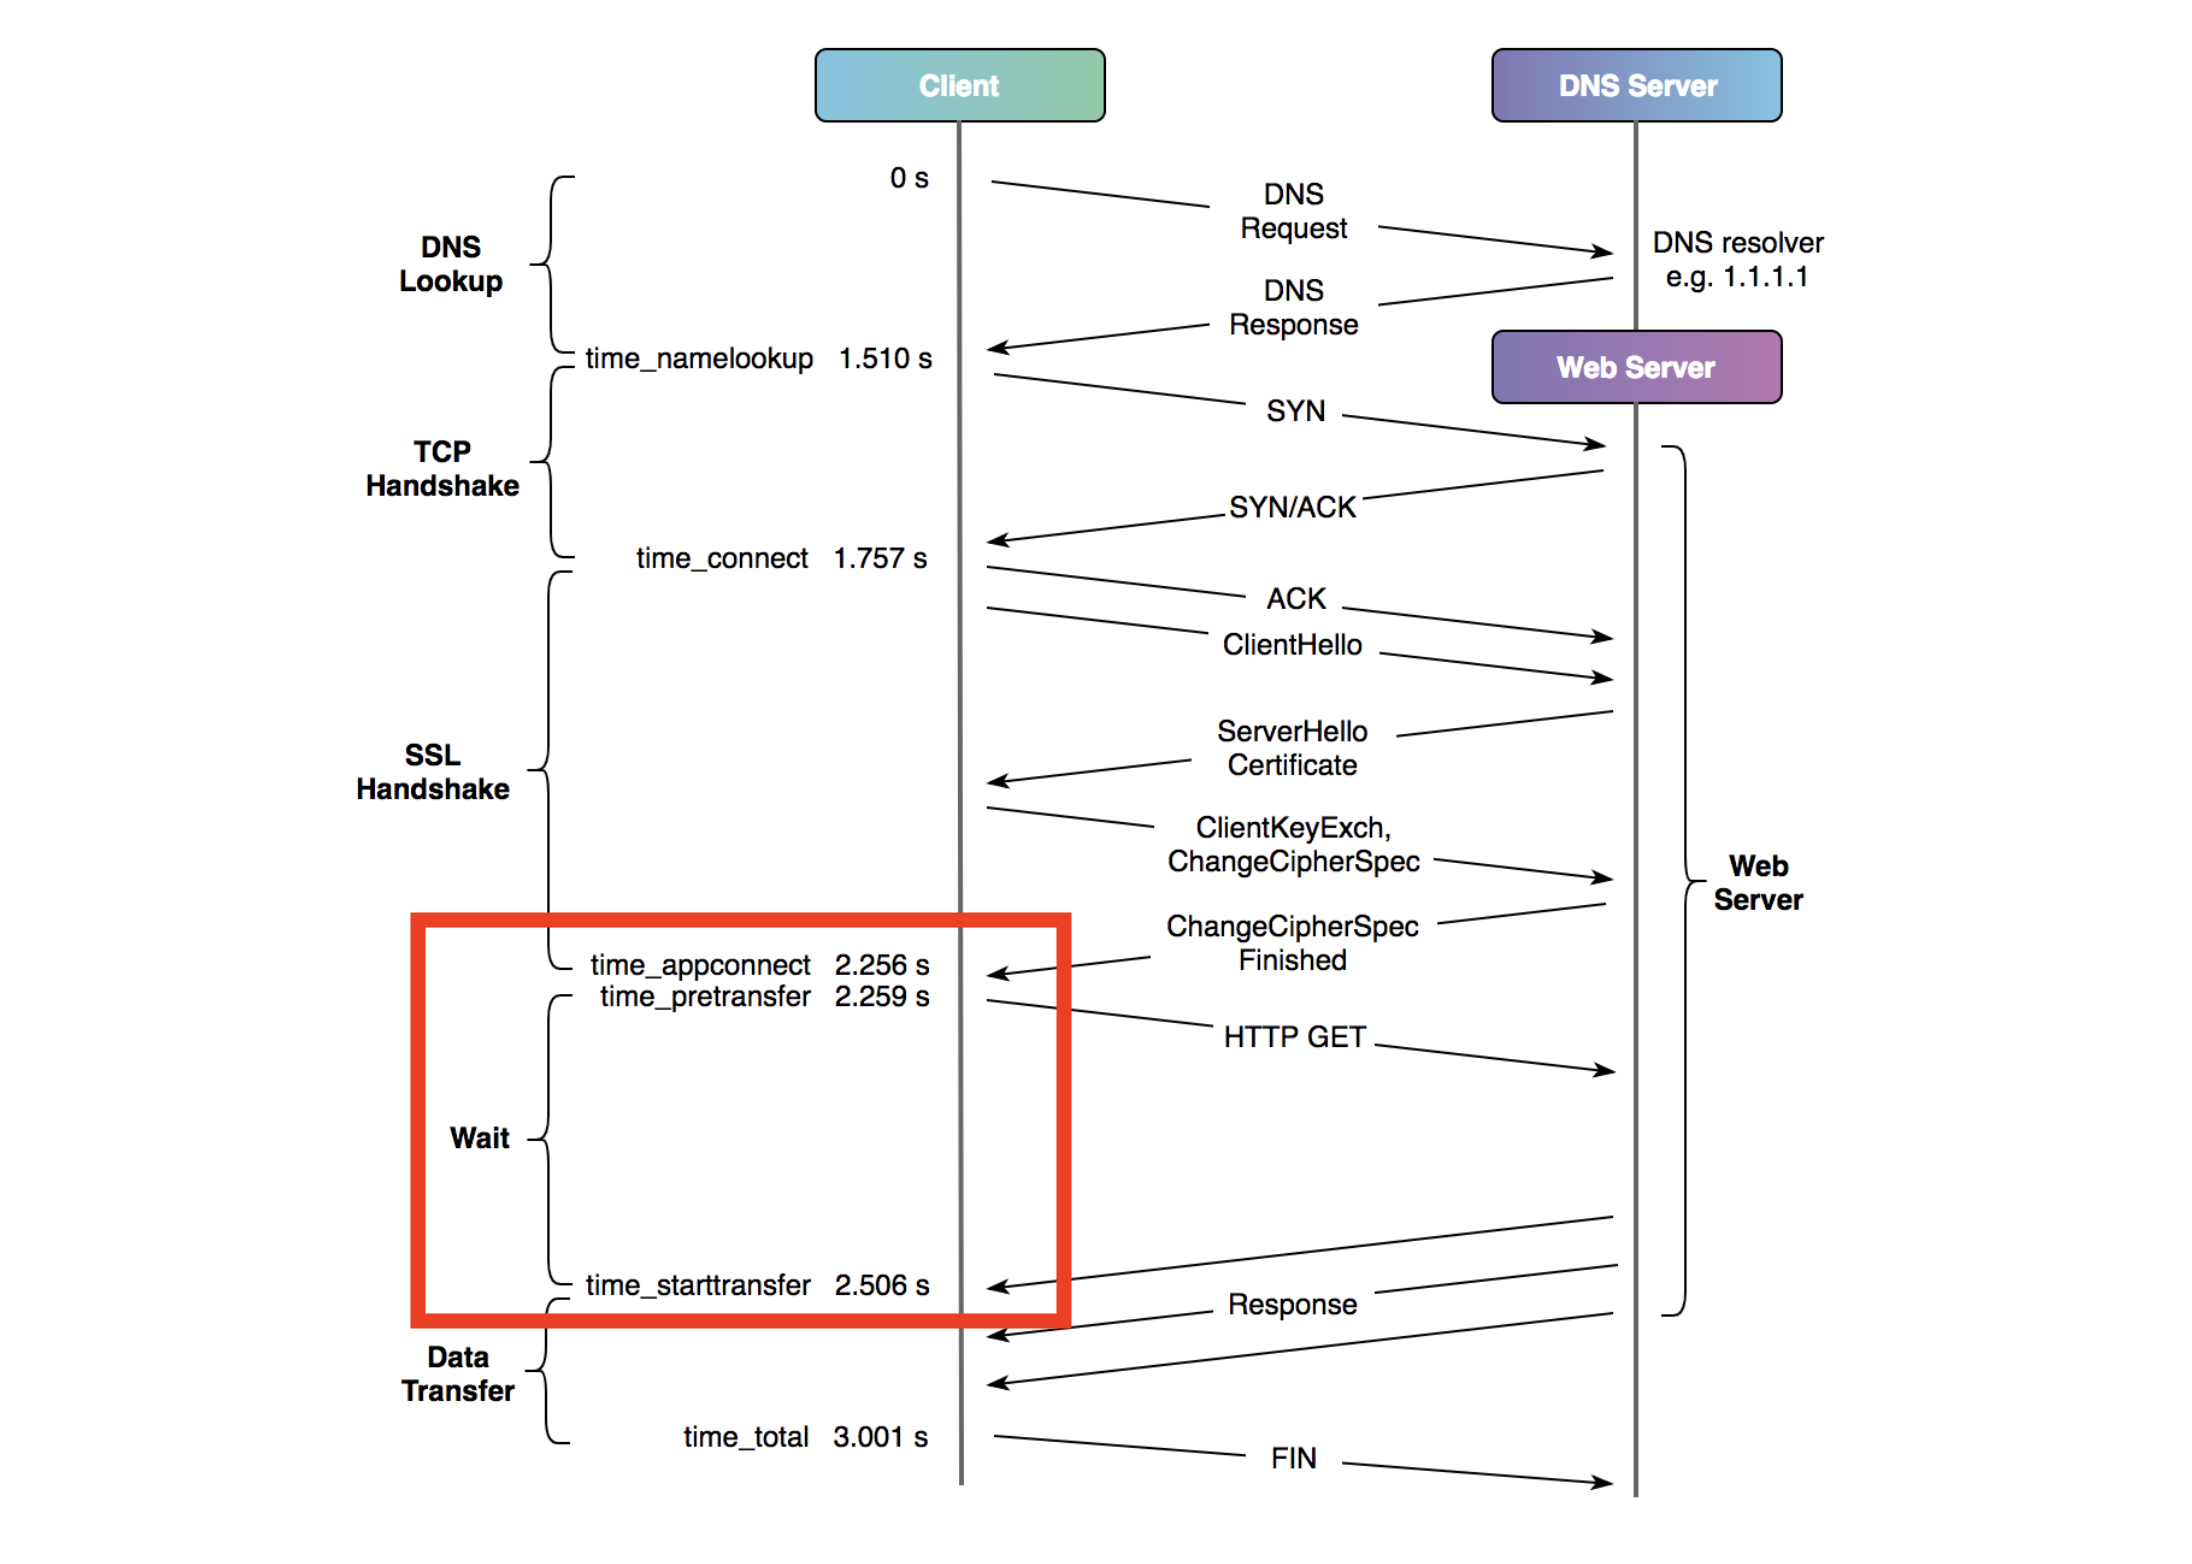 Client
DNS Server
0 s
DNS
Request
DNS resolver
e.g. 1.1.1.1
DNS
Lookup
DNS
Response
time_namelookup 1.510 s
Web Server
SYN
TCP
Handshake
SYN/ACK
time_connect 1.757 s
ACK
ClientHello
ServerHello
Certificate
SSL
Handshake
ClientKeyExch,
ChangeCipherSpec
Web
Server
ChangeCipherSpec
Finished
time_appconnect 2.256 s
time_pretransfer 2.259 s
HTTP GET
Wait
time_starttransfer 2.506 s
Response
Data
Transfer
time_total 3.001 s
FIN